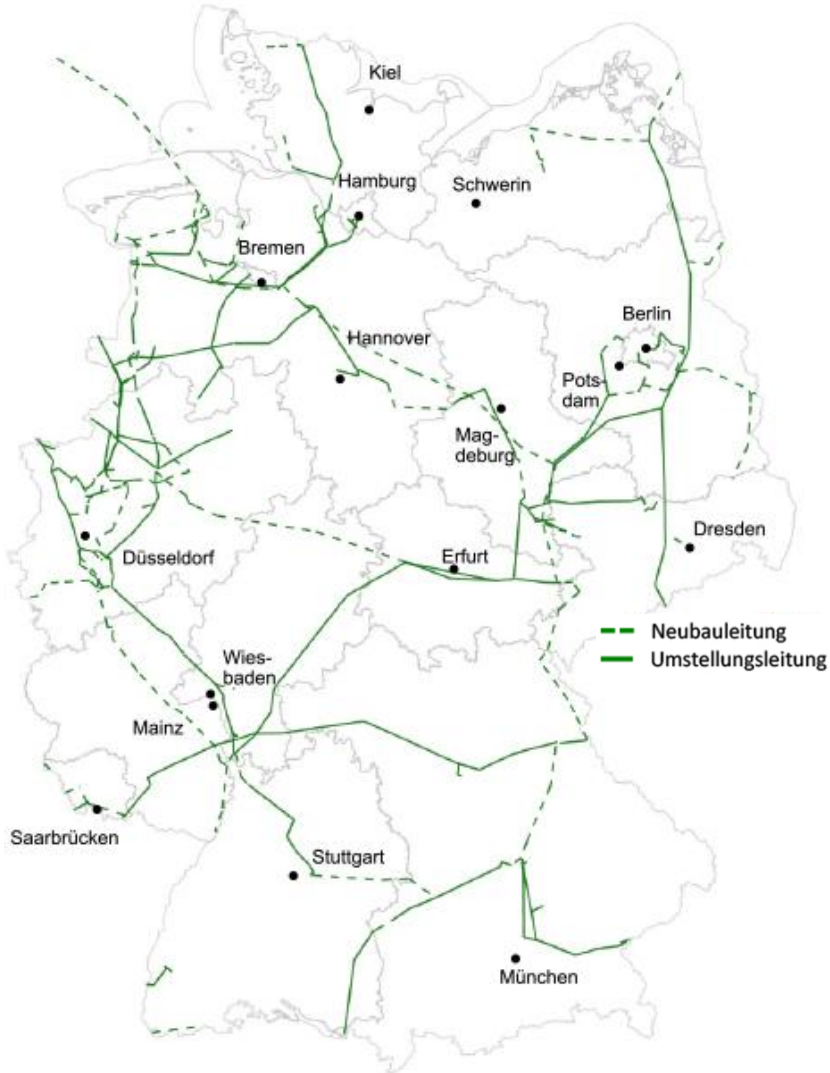 Kiel
Hamburg
Schwerin
Bremen
Berlin
Hannover
Pots-
dam
Mag-
deburg
Dresden
Düsseldorf
Erfurt
Neubauleitung
Umstellungsleitung
Wies-
baden
Mainz
Saarbrücken
Stuttgart
München